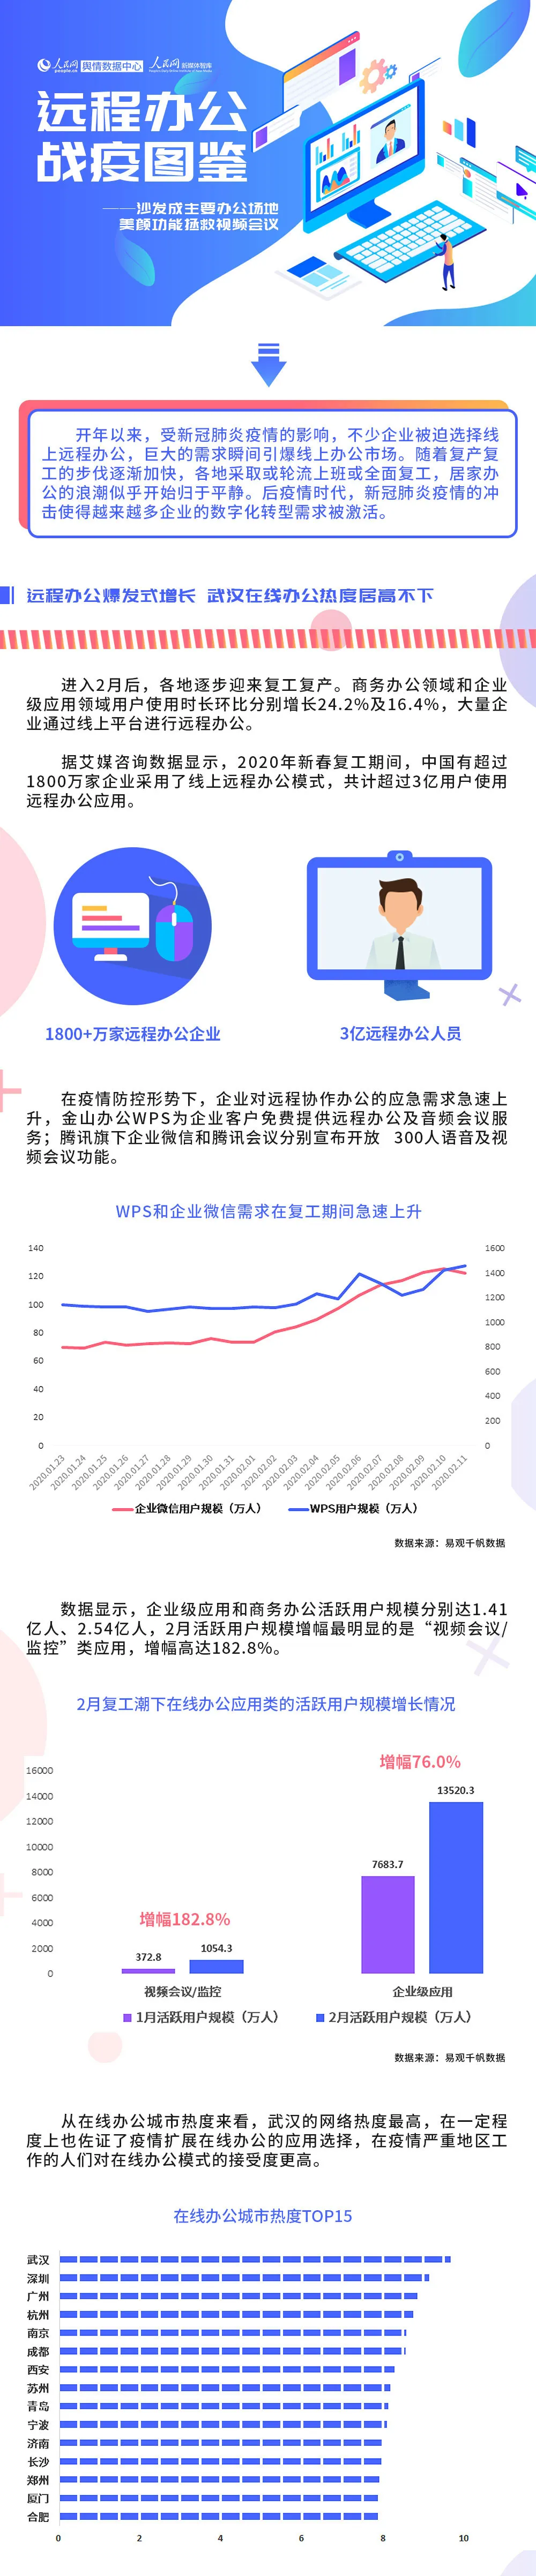 人民网 people.cn 舆情数据中心 人民网 新媒体智库
远程办公
战疫图鉴
——沙发成主要办公场地
美颜功能拯救视频会议
开年以来，受新冠肺炎疫情的影响，不少企业被迫选择线
上远程办公，巨大的需求瞬间引爆线上办公市场。随着复产复
工的步伐逐渐加快，各地采取或轮流上班或全面复工，居家办
公的浪潮似乎开始归于平静。后疫情时代，新冠肺炎疫情的冲
击使得越来越多企业的数字化转型需求被激活。
远程办公爆发式增长 武汉在线办公热度居高不下
进入2月后，各地逐步迎来复工复产。商务办公领域和企业
级应用领域用户使用时长环比分别增长24.2%及16.4%，大量企
业通过线上平台进行远程办公。
据艾媒咨询数据显示，2020年新春复工期间，中国有超过
1800万家企业采用了线上远程办公模式，共计超过3亿用户使用
远程办公应用。
1800+万家远程办公企业
3亿远程办公人员
在疫情防控形势下，企业对远程协作办公的应急需求急速上
升，金山办公WPS为企业客户免费提供远程办公及音频会议服
务；腾讯旗下企业微信和腾讯会议分别宣布开放 300人语音及视
频会议功能。
WPS和企业微信需求在复工期间急速上升
140 1600
120 1400
100 1200
80 1000
60 800
40 600
20 400
0 200
0
2020.01.23 2020.01.24 2020.01.25 2020.01.26 2020.01.27 2020.01.28 2020.01.29 2020.01.30 2020.01.31 2020.02.01 2020.02.02 2020.02.03 2020.02.04 2020.02.05 2020.02.06 2020.02.07 2020.02.08 2020.02.09 2020.02.10 2020.02.11
企业微信用户规模（万人） WPS用户规模（万人）
数据来源：易观千帆数据
数据显示，企业级应用和商务办公活跃用户规模分别达1.41
亿人、2.54亿人，2月活跃用户规模增幅最明显的是“视频会议/
监控”类应用，增幅高达182.8%。
2月复工潮下在线办公应用类的活跃用户规模增长情况
增幅76.0%
16000
13520.3
14000
12000
10000
7683.7
8000
6000
增幅182.8%
4000
1054.3
372.8
2000
0
视频会议/监控 企业级应用
1月活跃用户规模（万人） 2月活跃用户规模（万人）
数据来源：易观千帆数据
从在线办公城市热度来看，武汉的网络热度最高，在一定程
度上也佐证了疫情扩展在线办公的应用选择，在疫情严重地区工
作的人们对在线办公模式的接受度更高。
在线办公城市热度TOP15
武汉
深圳
广州
杭州
南京
成都
西安
苏州
青岛
宁波
济南
长沙
郑州
厦门
合肥
0 2 4 6 8 10